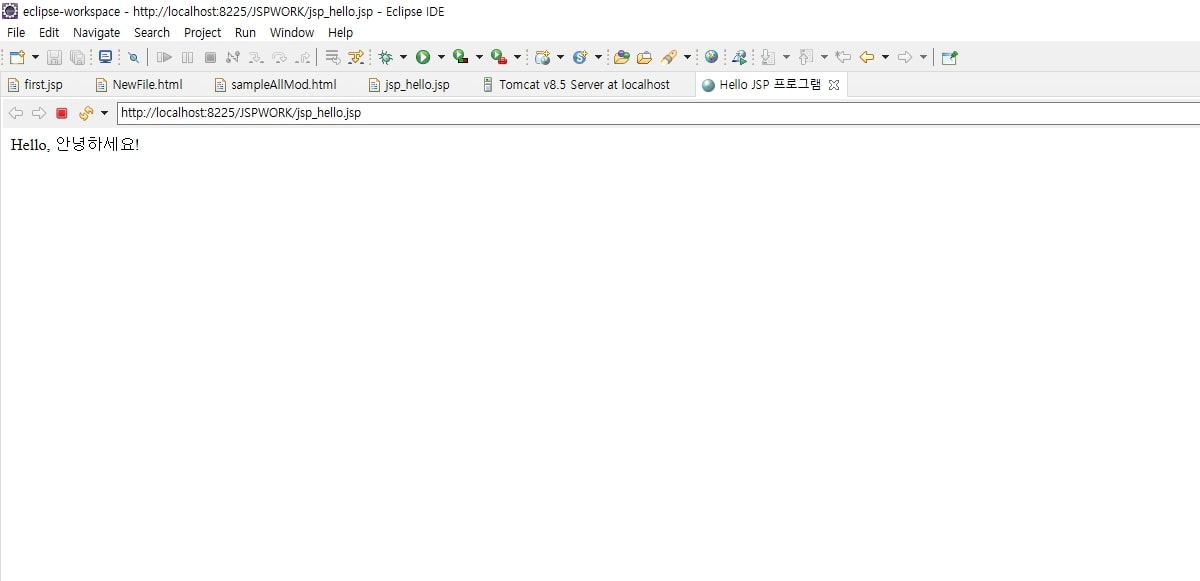 eclipse-workspace - http://localhost:8225/JSPWORK/jsp_hello.jsp - Eclipse IDE
File Edit Navigate Search Project Run Window Help
first.jsp NewFile.html sampleAllMod.html jsp_hello.jsp Tomcat v8.5 Server at localhost Hello JSP 프로그램
http://localhost:8225/JSPWORK/jsp_hello.jsp
Hello, 안녕하세요!